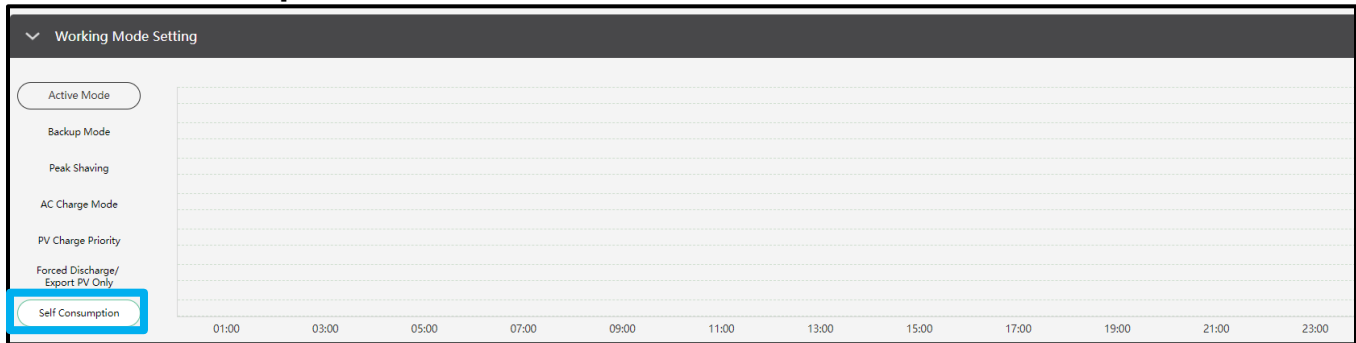 Working Mode Setting
Active Mode
Backup Mode
Peak Shaving
AC Charge Mode
PV Charge Priority
Forced Discharge/
Export PV Only
Self Consumption
01:00 03:00 05:00 07:00 09:00 11:00 13:00 15:00 17:00 19:00 21:00 23:00